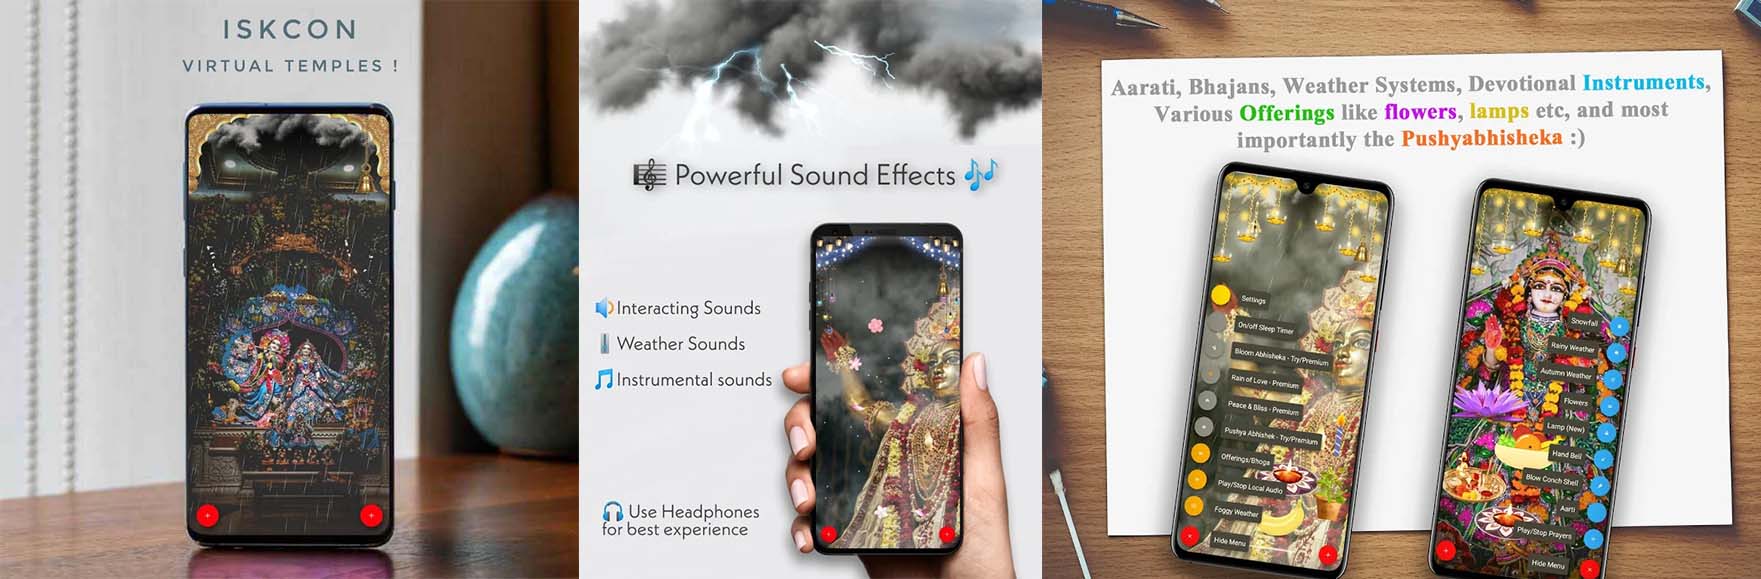 ISKCON
VIRTUAL TEMPLES !
Powerful Sound Effects
Interacting Sounds
Weather Sounds
Instrumental sounds
Use Headphones
for best experience
Aarati, Bhajans, Weather Systems, Devotional Instruments,
Various Offerings like flowers, lamps etc, and most
importantly the Pushyabhisheka :)
Settings
On/off Sleep Timer
Bloom Abhisheka - Try/Premium
Rain of Love - Premium
Peace & Bliss - Premium
Pushya Abhishek - Try/Premium
Offerings/Bhoga
Play/Stop Local Audio
Foggy Weather
Hide Menu
Snowfall
Rainy Weather
Autumn Weather
Flowers
Lamp (New)
Hand Bell
Blow Conch Shell
Aarti
Play/Stop Prayers
Hide Menu